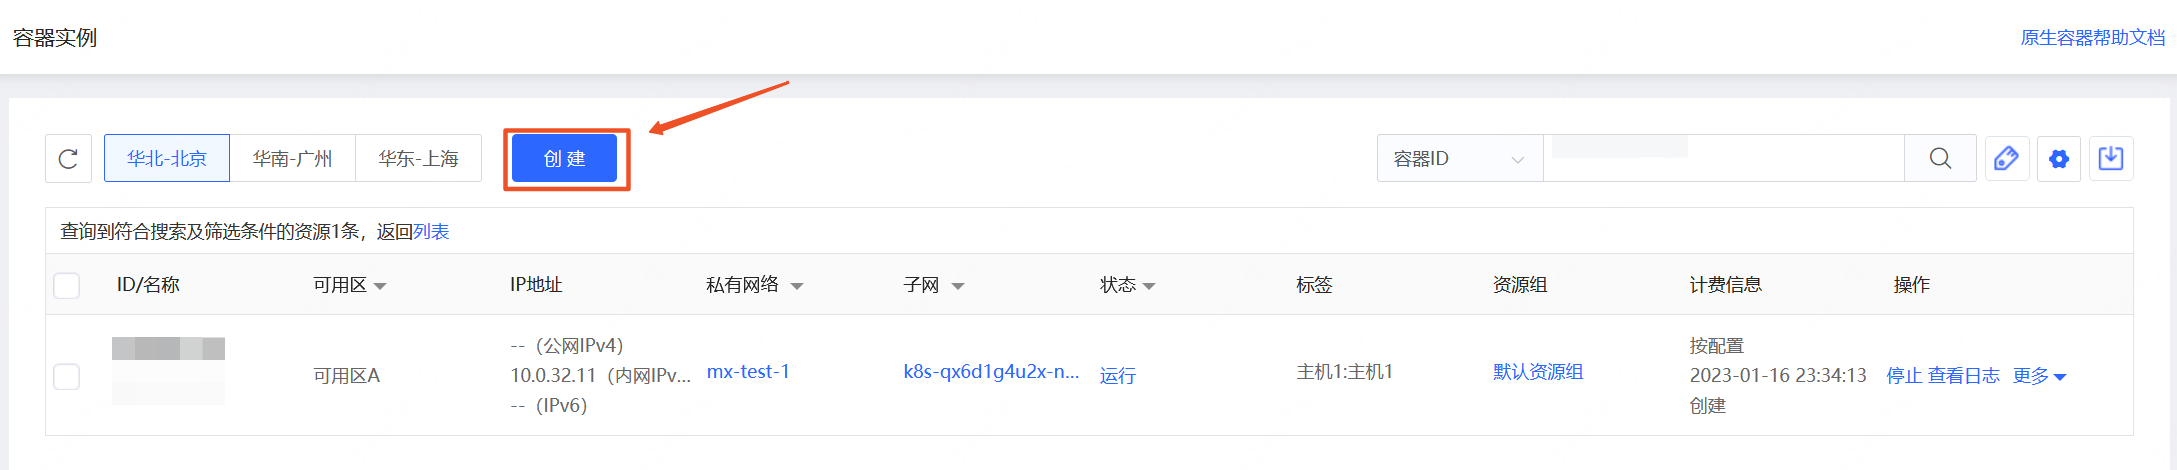 容器实例
原生容器帮助文档
华北-北京 华南-广州 华东-上海 创 建 容器ID
查询到符合搜索及筛选条件的资源1条，返回列表
ID/名称 可用区 IP地址 私有网络 子网 状态 标签 资源组 计费信息 操作
可用区A
--（公网IPv4）
10.0.32.11（内网IPv...
--（IPv6）
mx-test-1
k8s-qx6d1g4u2x-n...
运行
主机1:主机1
默认资源组
按配置
2023-01-16 23:34:13
创建
停止 查看日志 更多